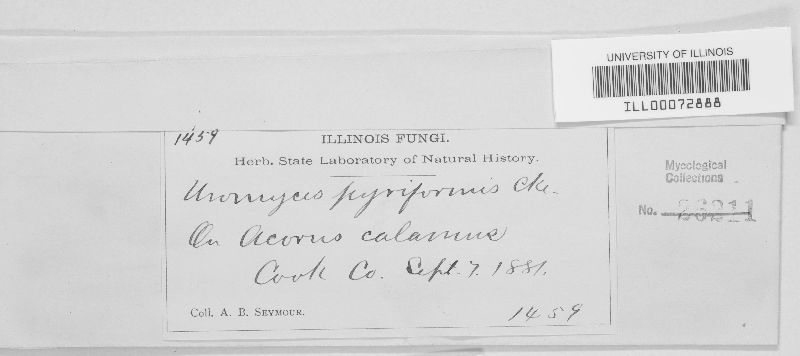 UNIVERSITY OF ILLINOIS
ILL00072888
1459
ILLINOIS FUNGI.
Herb. State Laboratory of Natural History.
Uromyces pyriformis Cke.
On Acorus calamus
Cook Co. Sept. 7. 1881.
Coll. A. B. Seymour.
1459
Mycological
Collections
No. 26211